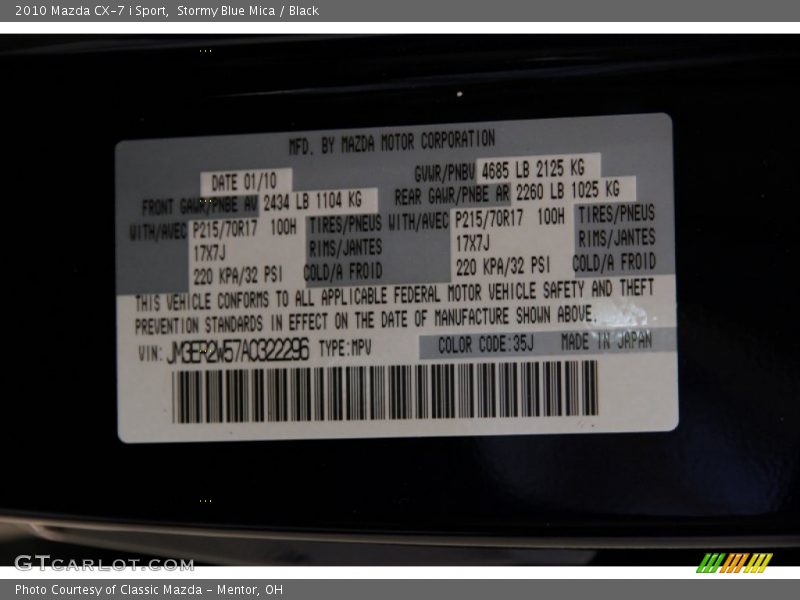 2010 Mazda CX-7 i Sport, Stormy Blue Mica / Black
MFD. BY MAZDA MOTOR CORPORATION
DATE 01/10 GVWR/PNBV 4685 LB 2125 KG
FRONT GAWR/PNBE AV 2434 LB 1104 KG REAR GAWR/PNBE AR 2260 LB 1025 KG
WITH/AVEC P215/70R17 100H TIRES/PNEUS WITH/AVEC P215/70R17 100H TIRES/PNEUS
17X7J RIMS/JANTES 17X7J RIMS/JANTES
220 KPA/32 PSI COLD/A FROID 220 KPA/32 PSI COLD/A FROID
THIS VEHICLE CONFORMS TO ALL APPLICABLE FEDERAL MOTOR VEHICLE SAFETY AND THEFT
PREVENTION STANDARDS IN EFFECT ON THE DATE OF MANUFACTURE SHOWN ABOVE.
VIN: JM3ER2W57A0322296 TYPE:MPV COLOR CODE:35J MADE IN JAPAN
GTCARLOT.COM
Photo Courtesy of Classic Mazda - Mentor, OH